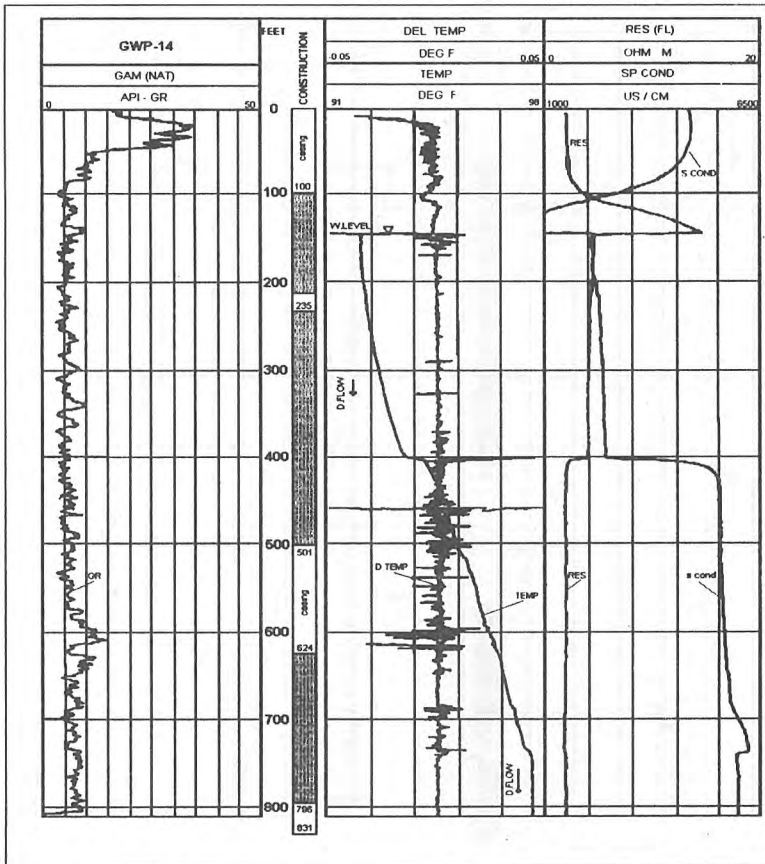 GWP-14
GAM (NAT)
API - GR
0 50
FEET
CONSTRUCTION
DEL TEMP
DEG F
-0.05 0.05
TEMP
DEG F
91 98
RES (FL)
OHM M
0 20
SP COND
US / CM
1000 6500
0
100
200
300
400
500
600
700
800
casing
100
235
501
casing
624
796
831
GR
W.LEVEL
D.FLOW
D TEMP
TEMP
D.FLOW
RES
S COND
RES
s cond